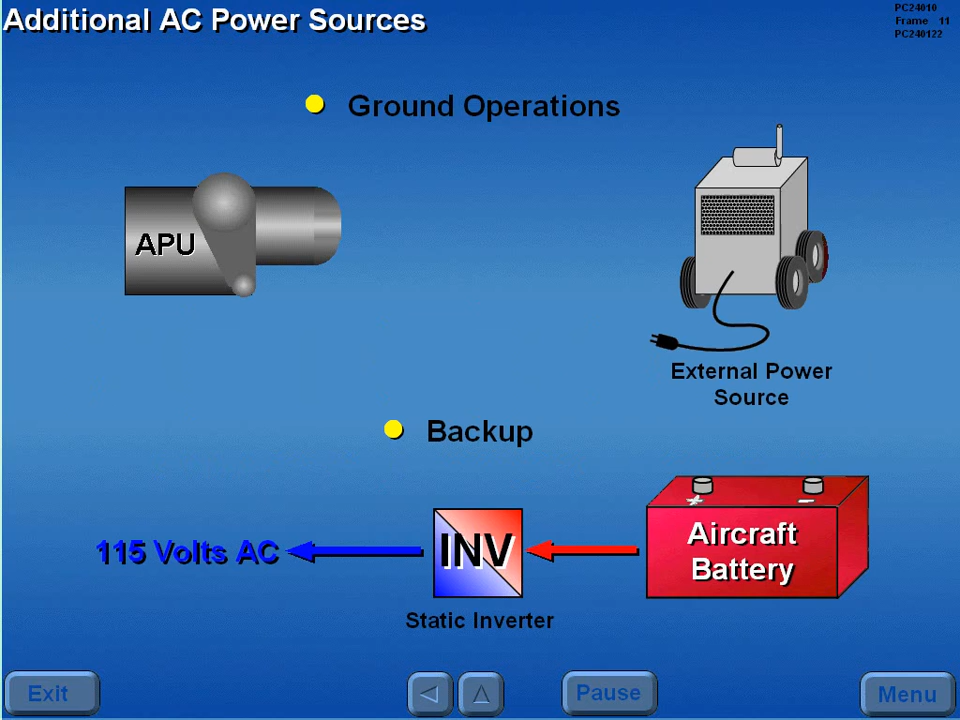 Additional AC Power Sources
PC24010
Frame 11
PC240122
Ground Operations
APU
External Power
Source
Backup
115 Volts AC
INV
Aircraft
Battery
+ −
Static Inverter
Exit
Pause
Menu